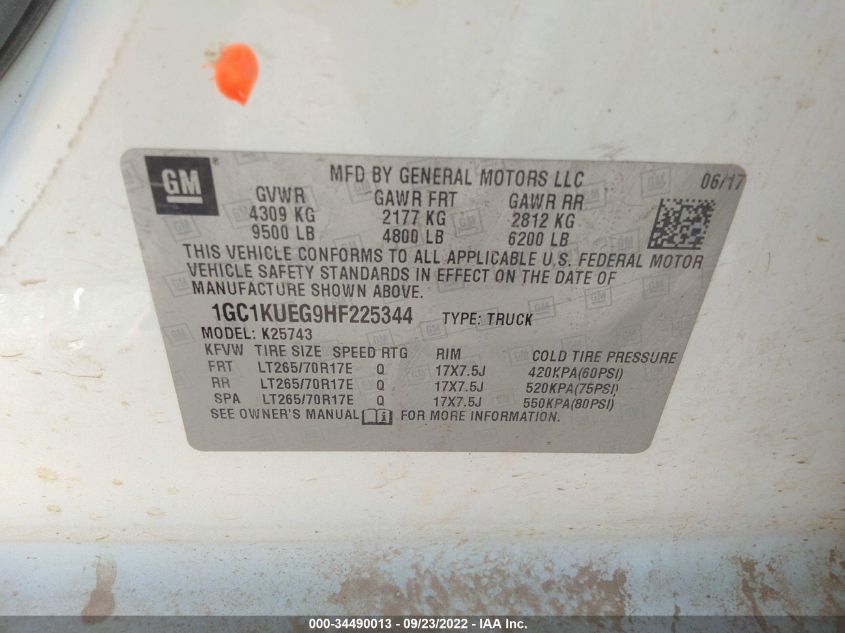 GM
MFD BY GENERAL MOTORS LLC 06/17
GVWR GAWR FRT GAWR RR
4309 KG 2177 KG 2812 KG
9500 LB 4800 LB 6200 LB
THIS VEHICLE CONFORMS TO ALL APPLICABLE U.S. FEDERAL MOTOR
VEHICLE SAFETY STANDARDS IN EFFECT ON THE DATE OF
MANUFACTURE SHOWN ABOVE.
1GC1KUEG9HF225344 TYPE: TRUCK
MODEL: K25743
KFVW TIRE SIZE SPEED RTG RIM COLD TIRE PRESSURE
FRT LT265/70R17E Q 17X7.5J 420KPA(60PSI)
RR LT265/70R17E Q 17X7.5J 520KPA(75PSI)
SPA LT265/70R17E Q 17X7.5J 550KPA(80PSI)
SEE OWNER'S MANUAL FOR MORE INFORMATION.
000-34490013 - 09/23/2022 - IAA Inc.